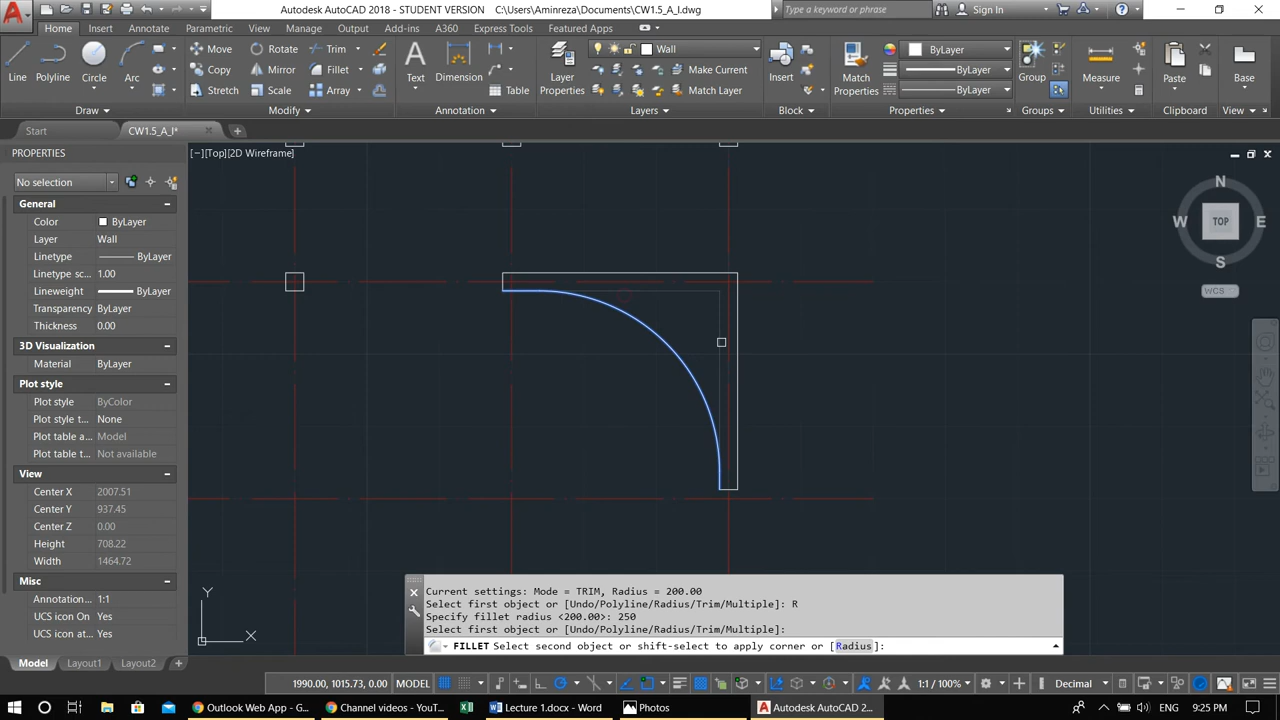 Autodesk AutoCAD 2018 - STUDENT VERSION C:\Users\Aminreza\Documents\CW1.5_A_I.dwg Type a keyword or phrase Sign In
Home Insert Annotate Parametric View Manage Output Add-ins A360 Express Tools Featured Apps
Line Polyline Circle Arc
Move Rotate Trim
Copy Mirror Fillet
Stretch Scale Array
Text Dimension Table
Layer Properties
Wall
Make Current
Match Layer
Insert
Match Properties
ByLayer
ByLayer
ByLayer
Group Measure Paste Base
Draw Modify Annotation Layers Block Properties Groups Utilities Clipboard View
Start CW1.5_A_I*
PROPERTIES
No selection
General
Color ByLayer
Layer Wall
Linetype ByLayer
Linetype sc... 1.00
Lineweight ByLayer
Transparency ByLayer
Thickness 0.00
3D Visualization
Material ByLayer
Plot style
Plot style ByColor
Plot style t... None
Plot table a... Model
Plot table t... Not available
View
Center X 2007.51
Center Y 937.45
Center Z 0.00
Height 708.22
Width 1464.72
Misc
Annotation... 1:1
UCS icon On Yes
UCS icon at... Yes
[−][Top][2D Wireframe]
N
W TOP E
S
WCS
Y
X
Current settings: Mode = TRIM, Radius = 200.00
Select first object or [Undo/Polyline/Radius/Trim/Multiple]: R
Specify fillet radius <200.00>: 250
Select first object or [Undo/Polyline/Radius/Trim/Multiple]:
FILLET Select second object or shift-select to apply corner or [Radius]:
Model Layout1 Layout2
1990.00, 1015.73, 0.00 MODEL 1:1 / 100% Decimal
Outlook Web App - G... Channel videos - YouT... Lecture 1.docx - Word Photos Autodesk AutoCAD 2... ENG 9:25 PM